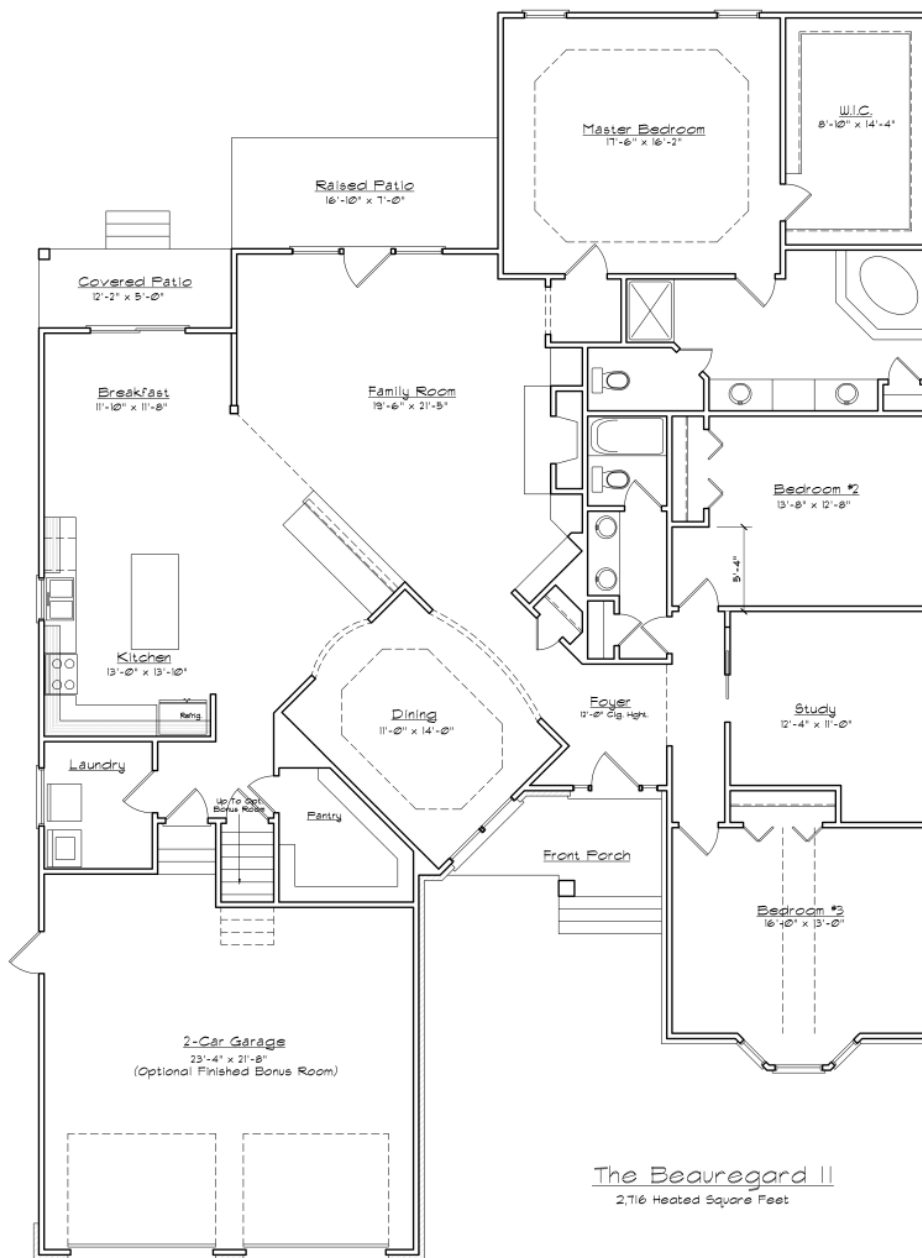 Master Bedroom
17'-6" x 16'-2"
W.I.C.
8'-10" x 14'-4"
Raised Patio
16'-10" x 7'-0"
Covered Patio
12'-2" x 5'-0"
Breakfast
11'-10" x 11'-8"
Family Room
19'-6" x 21'-5"
Bedroom #2
13'-8" x 12'-8"
5'-4"
Kitchen
13'-0" x 13'-10"
Refrig.
Dining
11'-0" x 14'-0"
Foyer
12'-0" Clg. Hght.
Study
12'-4" x 11'-0"
Laundry
Up To Opt.
Bonus Room
Pantry
Front Porch
Bedroom #3
16'-0" x 13'-0"
2-Car Garage
23'-4" x 21'-8"
(Optional Finished Bonus Room)
The Beauregard II
2,716 Heated Square Feet